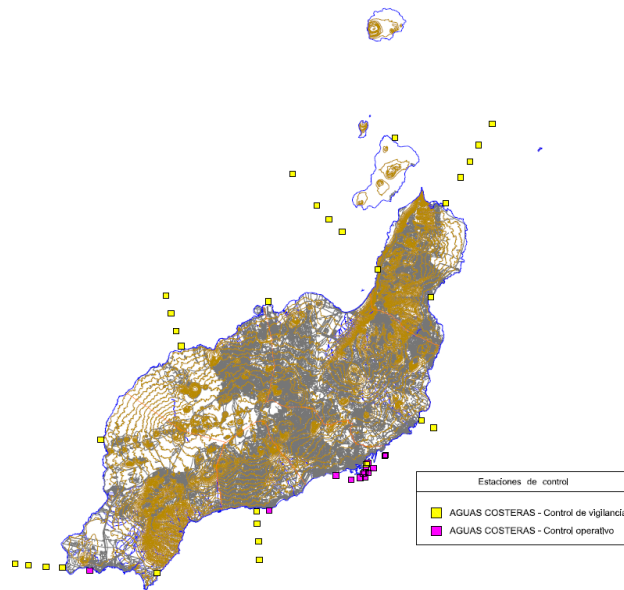 Estaciones de control
AGUAS COSTERAS - Control de vigilancia
AGUAS COSTERAS - Control operativo